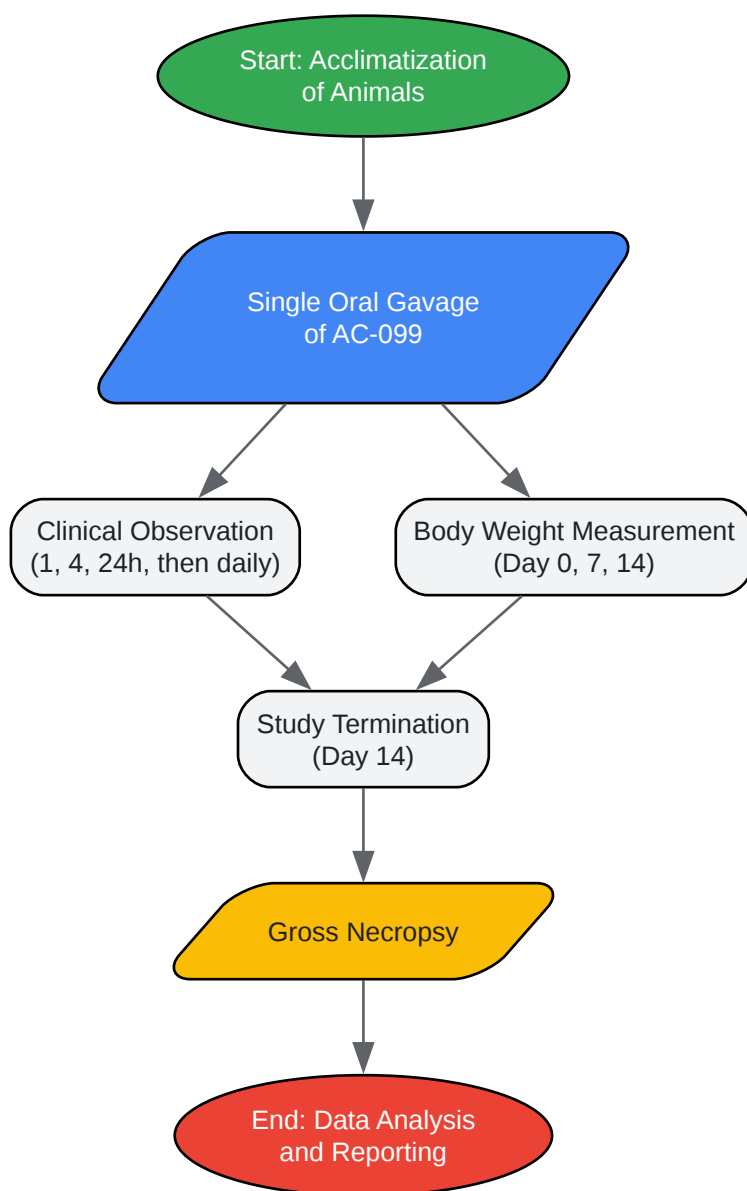 Start: Acclimatization
of Animals
Single Oral Gavage
of AC-099
Clinical Observation
(1, 4, 24h, then daily)
Body Weight Measurement
(Day 0, 7, 14)
Study Termination
(Day 14)
Gross Necropsy
End: Data Analysis
and Reporting